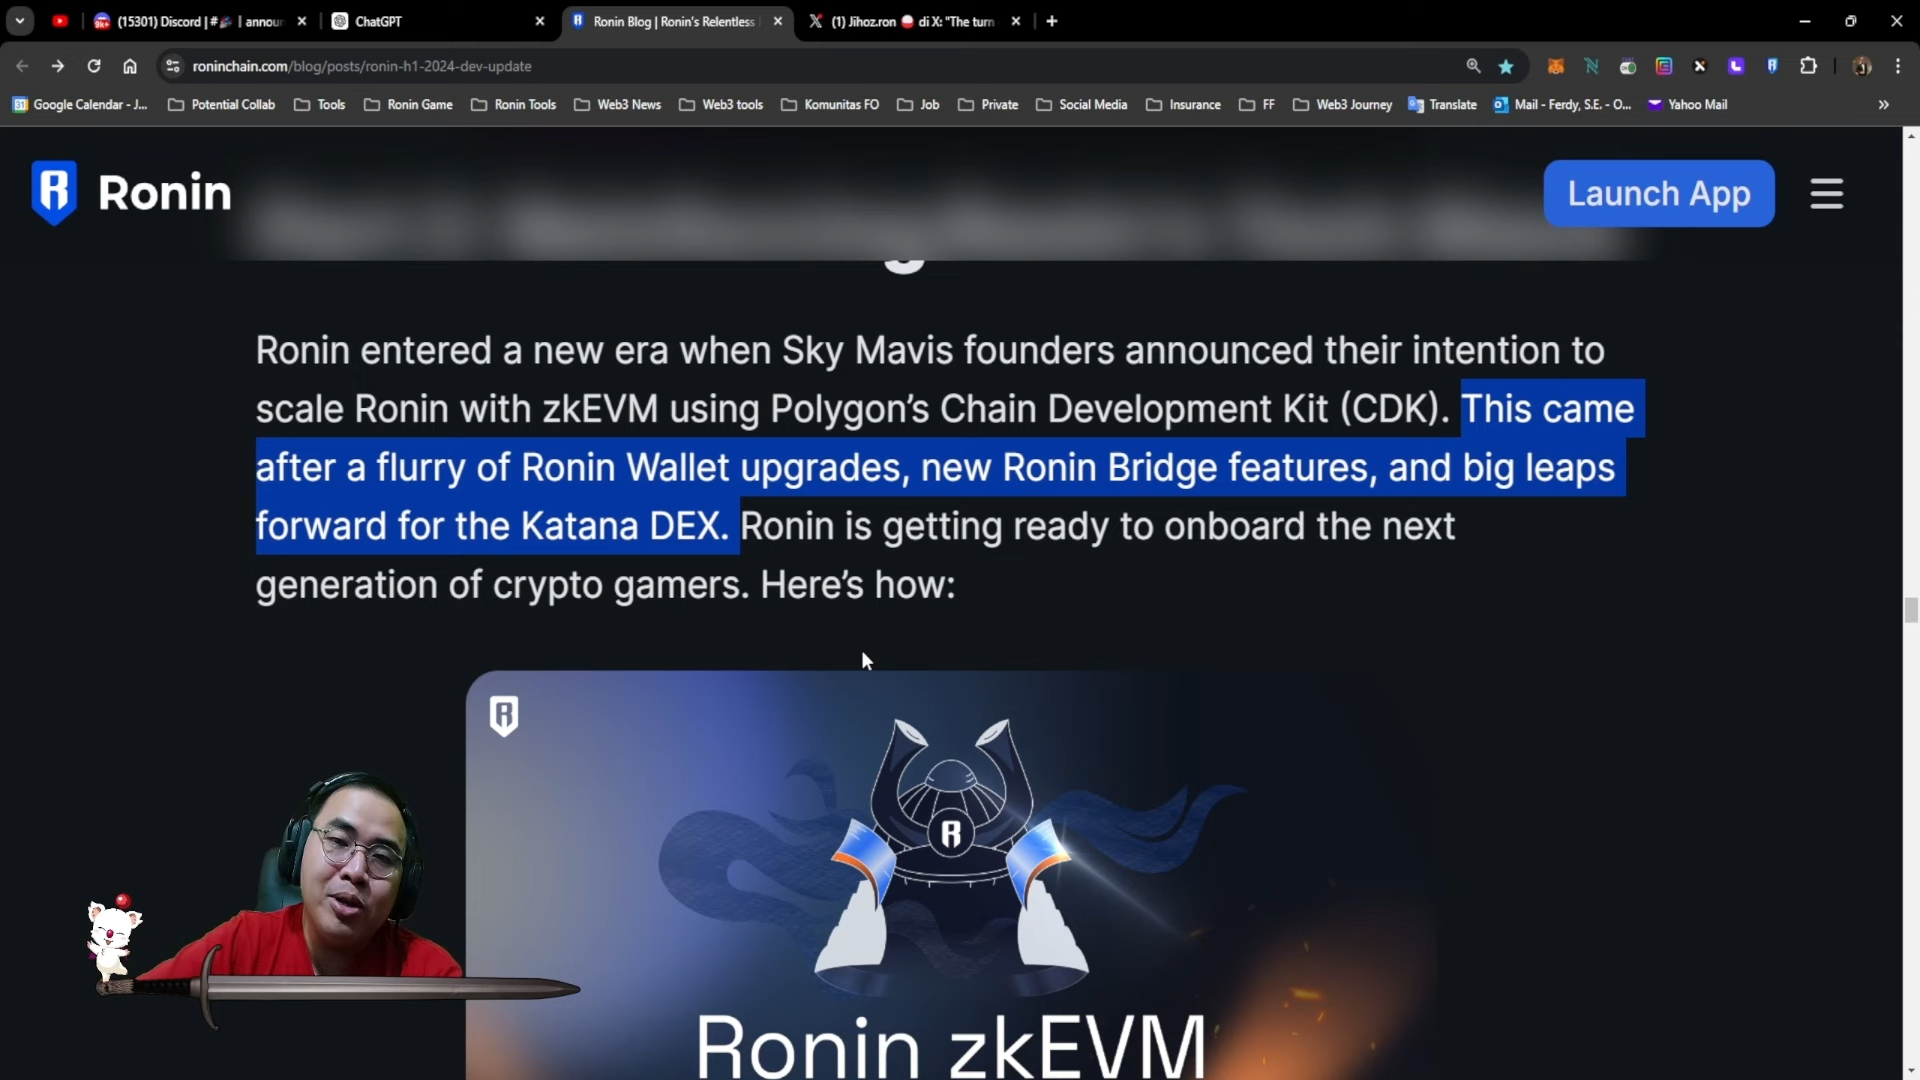 (15301) Discord | #🎉 | announ
ChatGPT
Ronin Blog | Ronin's Relentless
(1) Jihoz.ron 🔴 di X: "The turn
roninchain.com/blog/posts/ronin-h1-2024-dev-update
Google Calendar - J...
Potential Collab
Tools
Ronin Game
Ronin Tools
Web3 News
Web3 tools
Komunitas FO
Job
Private
Social Media
Insurance
FF
Web3 Journey
Translate
Mail - Ferdy, S.E. - O...
Yahoo Mail
Ronin
Launch App
Ronin entered a new era when Sky Mavis founders announced their intention to
scale Ronin with zkEVM using Polygon's Chain Development Kit (CDK). This came
after a flurry of Ronin Wallet upgrades, new Ronin Bridge features, and big leaps
forward for the Katana DEX. Ronin is getting ready to onboard the next
generation of crypto gamers. Here's how:
Ronin zkEVM